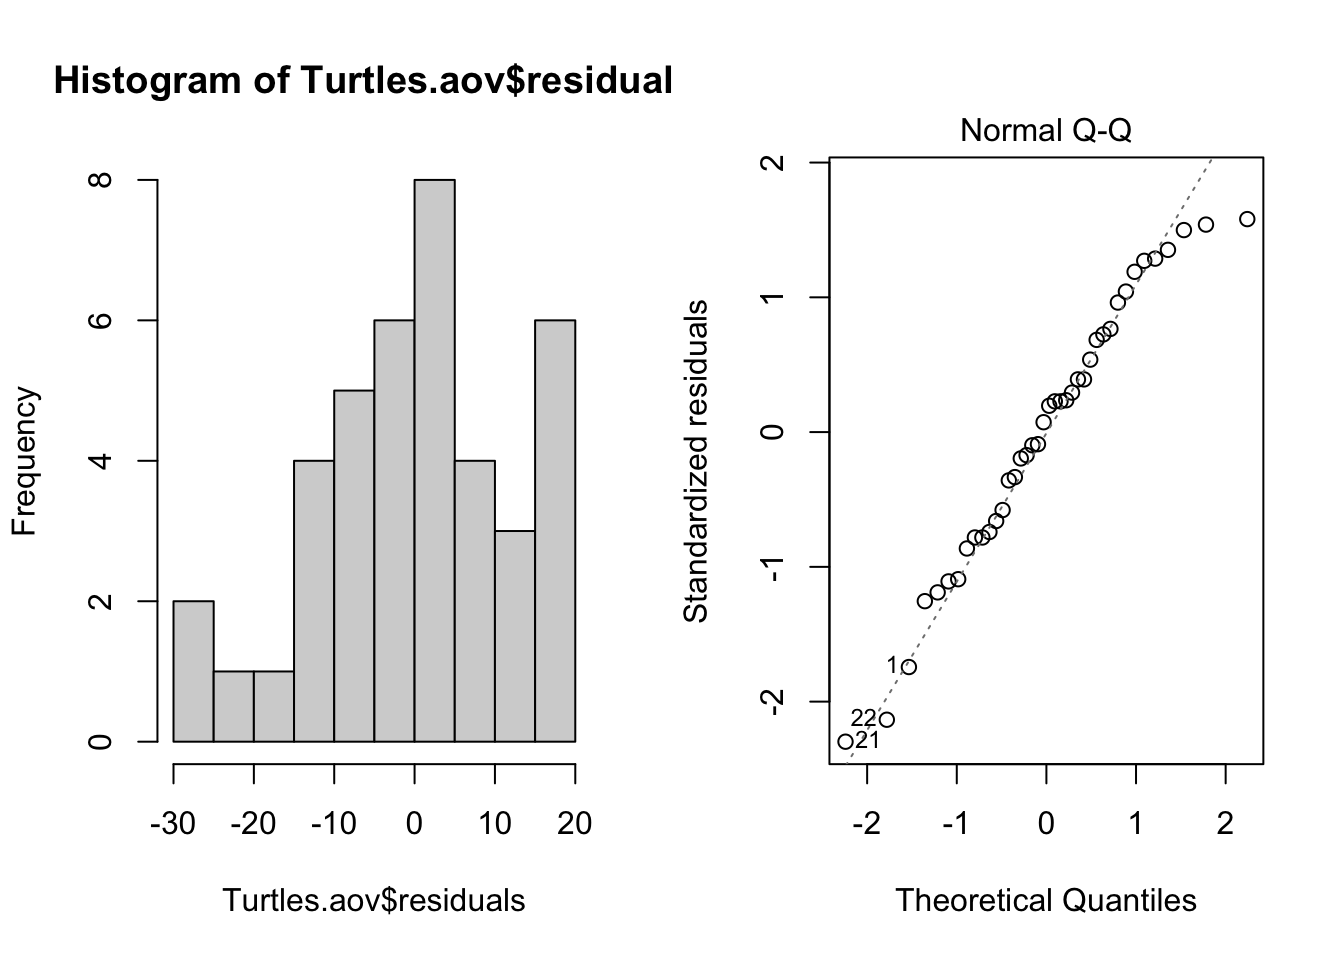 Histogram of Turtles.aov$residual
Frequency
8
6
4
2
0
-30 -20 -10 0 10 20
Turtles.aov$residuals
Normal Q-Q
Standardized residuals
2
1
0
-1
-2
1
22
21
-2 -1 0 1 2
Theoretical Quantiles